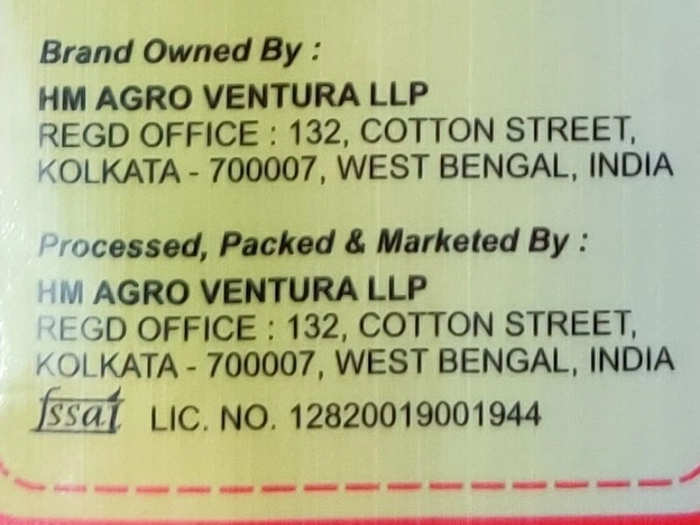 Brand Owned By :
HM AGRO VENTURA LLP
REGD OFFICE : 132, COTTON STREET,
KOLKATA - 700007, WEST BENGAL, INDIA
Processed, Packed & Marketed By :
HM AGRO VENTURA LLP
REGD OFFICE : 132, COTTON STREET,
KOLKATA - 700007, WEST BENGAL, INDIA
fssai LIC. NO. 12820019001944